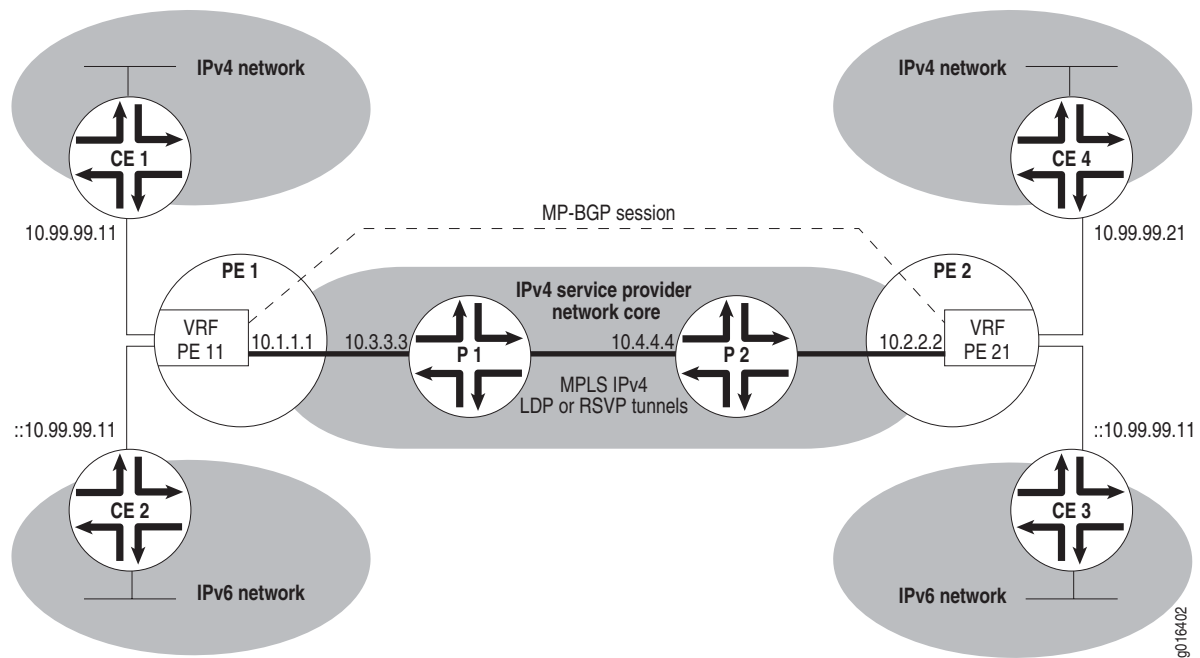 IPv4 network
IPv4 network
CE 1
CE 4
10.99.99.11
MP-BGP session
10.99.99.21
PE 1
PE 2
IPv4 service provider
network core
VRF
PE 11
10.1.1.1
10.3.3.3
P 1
10.4.4.4
P 2
10.2.2.2
VRF
PE 21
MPLS IPv4
LDP or RSVP tunnels
::10.99.99.11
::10.99.99.11
CE 2
CE 3
IPv6 network
IPv6 network
g016402